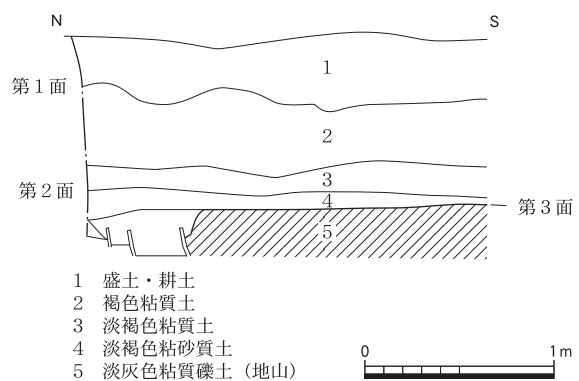 N
S
1
第1面
2
3
第2面
4
第3面
5
1 盛土・耕土
2 褐色粘質土
3 淡褐色粘質土
4 淡褐色粘砂質土
5 淡灰色粘質礫土（地山）
0 1m